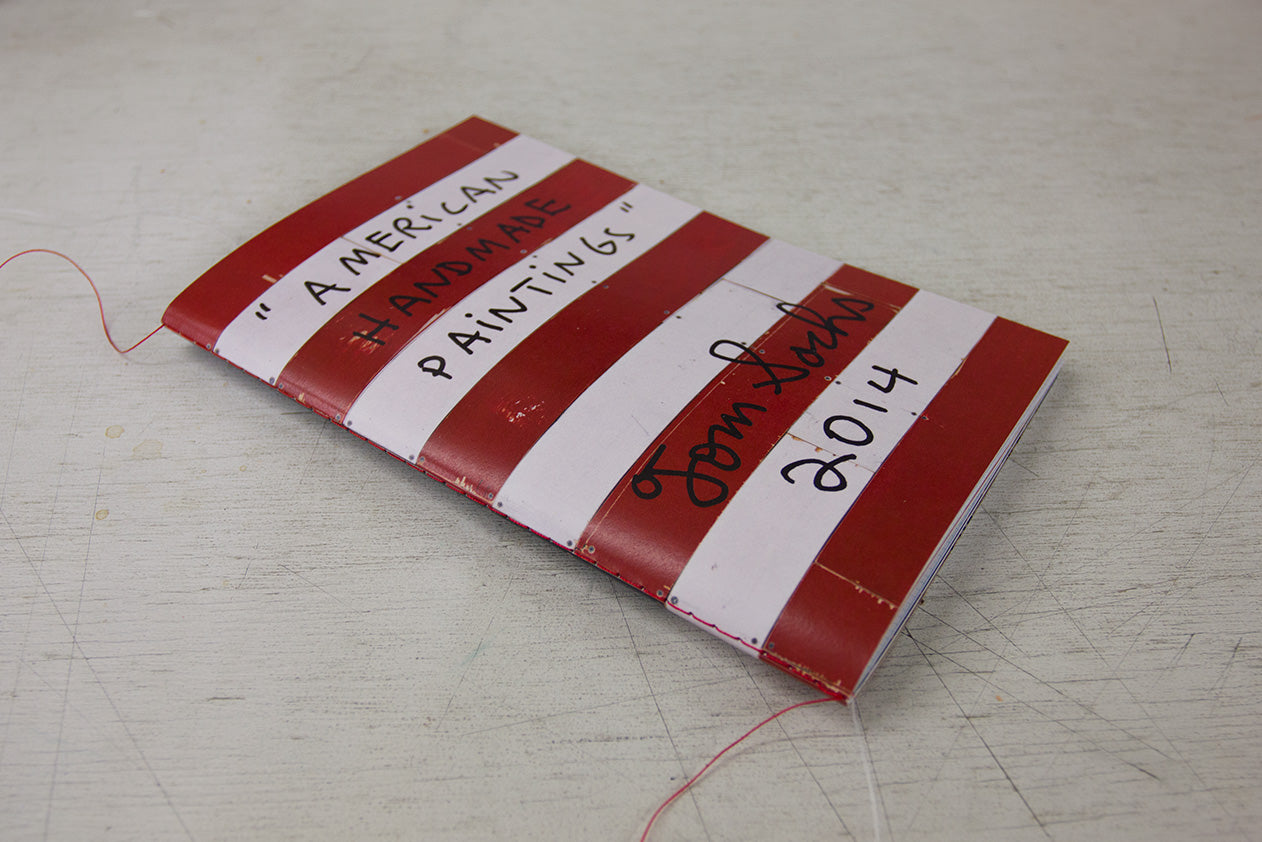 "AMERiCAN
HANDMADE
PAiNTiNGS"
Tom Sachs
2014